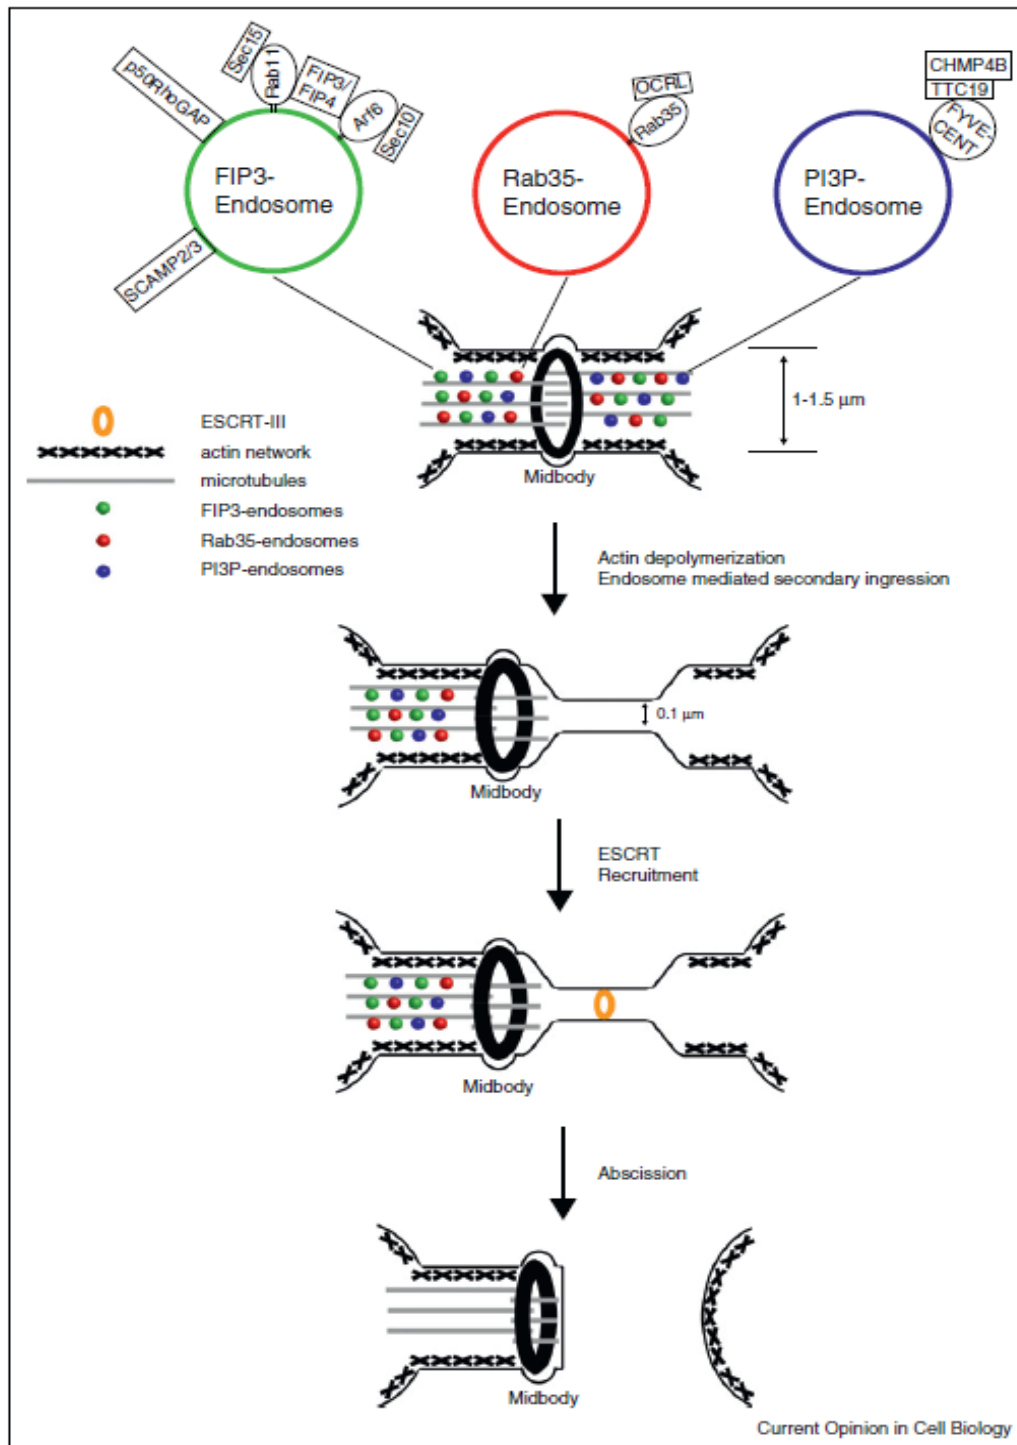 p50RhoGAP
Sec15
Rab11
FIP3/
FIP4
Arf6
Sec10
OCRL
Rab35
CHMP4B
TTC19
FYVE-
CENT
FIP3-
Endosome
Rab35-
Endosome
PI3P-
Endosome
SCAMP2/3
1-1.5 µm
Midbody
ESCRT-III
actin network
microtubules
FIP3-endosomes
Rab35-endosomes
PI3P-endosomes
Actin depolymerization
Endosome mediated secondary ingression
0.1 µm
Midbody
ESCRT
Recruitment
Midbody
Abscission
Midbody
Current Opinion in Cell Biology